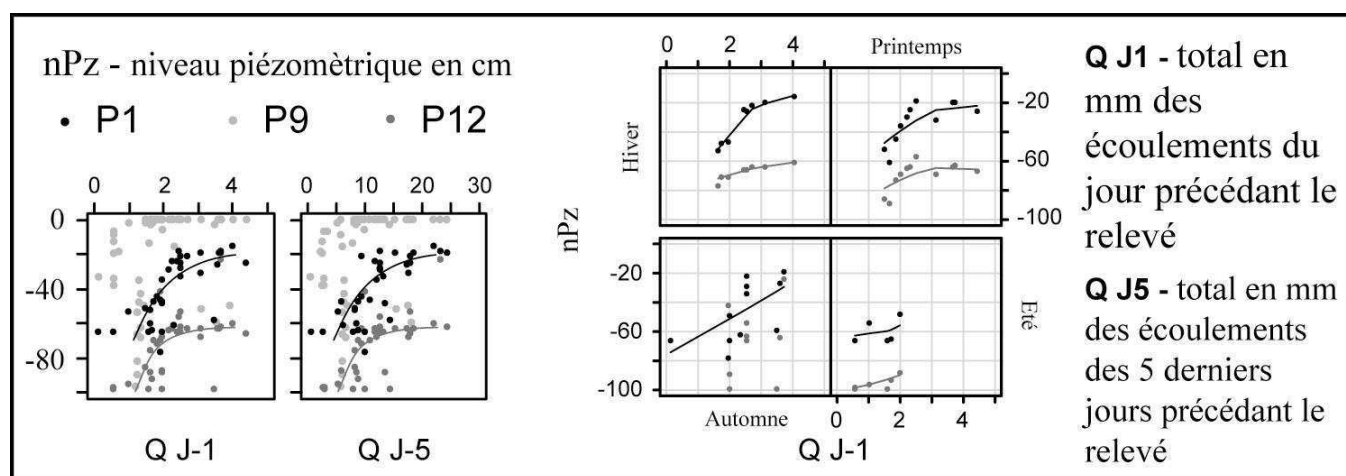 nPz - niveau piézomètrique en cm
P1 P9 P12
0 2 4
0 10 20 30
0
-40
-80
Q J-1
Q J-5
0 2 4
Printemps
Hiver
-20
-60
-100
nPz
-20
-60
-100
Eté
Automne
0 2 4
Q J-1
Q J1 - total en
mm des
écoulements du
jour précédant le
relevé
Q J5 - total en mm
des écoulements
des 5 derniers
jours précédant le
relevé